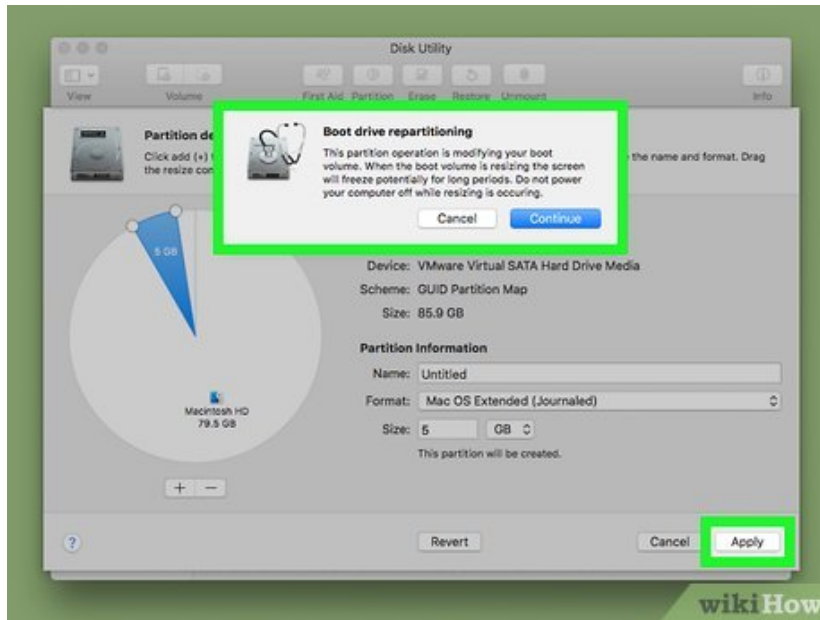 Disk Utility
View Volume First Aid Partition Erase Restore Unmount Info
Boot drive repartitioning
This partition operation is modifying your boot
volume. When the boot volume is resizing the screen
will freeze potentially for long periods. Do not power
your computer off while resizing is occuring.
Cancel Continue
Partition de
Click add (+)
the resize con
the name and format. Drag
5 GB
Macintosh HD
79.5 GB
Device: VMware Virtual SATA Hard Drive Media
Scheme: GUID Partition Map
Size: 85.9 GB
Partition Information
Name: Untitled
Format: Mac OS Extended (Journaled)
Size: 5 GB
This partition will be created.
+ -
? Revert Cancel Apply
wikiHow